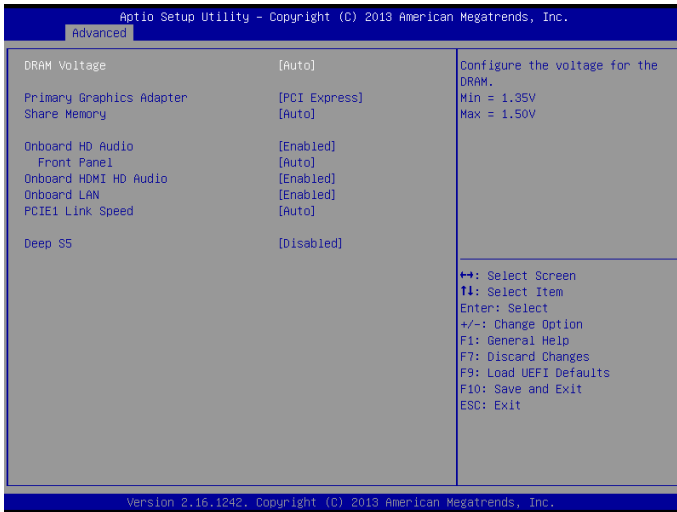 Aptio Setup Utility – Copyright (C) 2013 American Megatrends, Inc.
Advanced
DRAM Voltage [Auto]
Primary Graphics Adapter [PCI Express]
Share Memory [Auto]
Onboard HD Audio [Enabled]
Front Panel [Auto]
Onboard HDMI HD Audio [Enabled]
Onboard LAN [Enabled]
PCIE1 Link Speed [Auto]
Deep S5 [Disabled]
Configure the voltage for the
DRAM.
Min = 1.35V
Max = 1.50V
↔: Select Screen
↑↓: Select Item
Enter: Select
+/-: Change Option
F1: General Help
F7: Discard Changes
F9: Load UEFI Defaults
F10: Save and Exit
ESC: Exit
Version 2.16.1242. Copyright (C) 2013 American Megatrends, Inc.